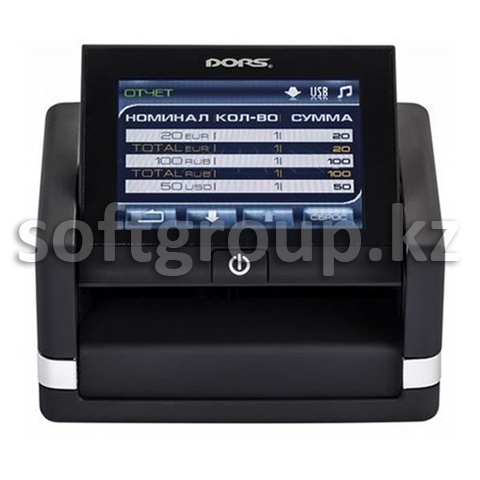 DORS
ОТЧЕТ USB
НОМИНАЛ КОЛ-ВО СУММА
20 EUR 1 20
TOTAL EUR 1 20
100 RUB 1 100
TOTAL RUB 1 100
50 USD 1 50
СБРОС
softgroup.kz